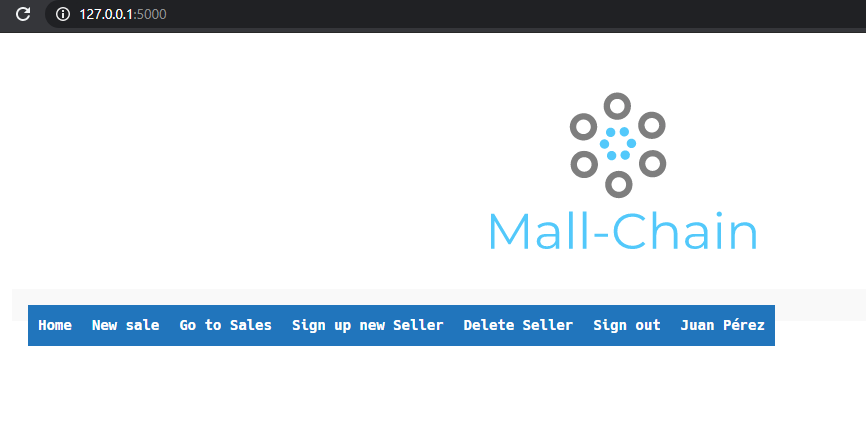 127.0.0.1:5000
Mall-Chain
Home New sale Go to Sales Sign up new Seller Delete Seller Sign out Juan Pérez